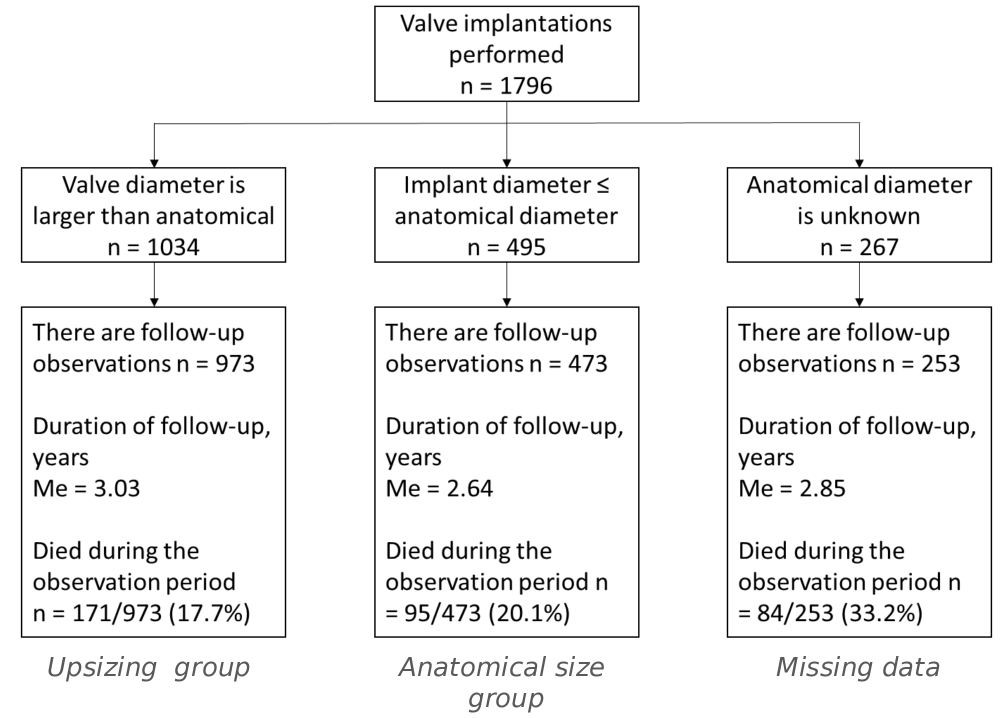 Valve implantations
performed
n = 1796
Valve diameter is
larger than anatomical
n = 1034
Implant diameter ≤
anatomical diameter
n = 495
Anatomical diameter
is unknown
n = 267
There are follow-up
observations n = 973
Duration of follow-up,
years
Me = 3.03
Died during the
observation period
n = 171/973 (17.7%)
There are follow-up
observations n = 473
Duration of follow-up,
years
Me = 2.64
Died during the
observation period n
= 95/473 (20.1%)
There are follow-up
observations n = 253
Duration of follow-up,
years
Me = 2.85
Died during the
observation period n
= 84/253 (33.2%)
Upsizing group
Anatomical size
group
Missing data